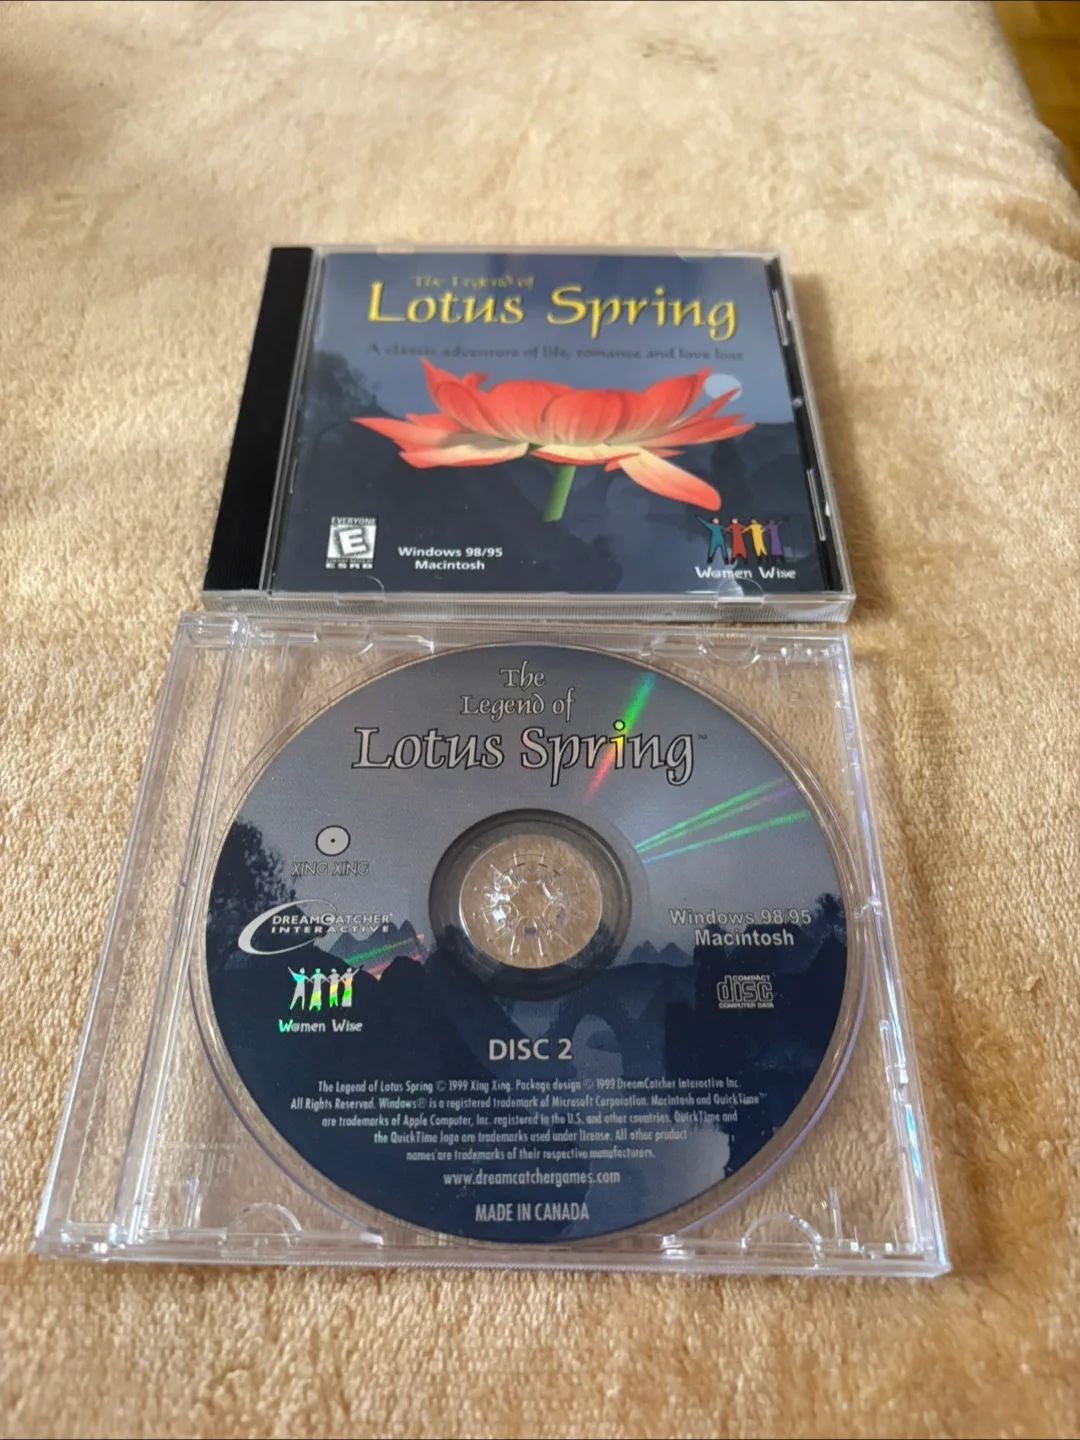 The Legend of
Lotus Spring
A classic adventure of life, romance and love lost
EVERYONE
E
ESRB
Windows 98/95
Macintosh
Women Wise
The
Legend of
Lotus Spring™
XING XING
DREAMCATCHER
INTERACTIVE
Women Wise
Windows 98/95
Macintosh
COMPACT
disc
COMPUTER DATA
DISC 2
The Legend of Lotus Spring © 1999 Xing Xing. Package design © 1999 DreamCatcher Interactive Inc.
All Rights Reserved. Windows® is a registered trademark of Microsoft Corporation. Macintosh and QuickTime™
are trademarks of Apple Computer, Inc. registered in the U.S. and other countries. QuickTime and
the QuickTime logo are trademarks used under license. All other product
names are trademarks of their respective manufacturers.
www.dreamcatchergames.com
MADE IN CANADA